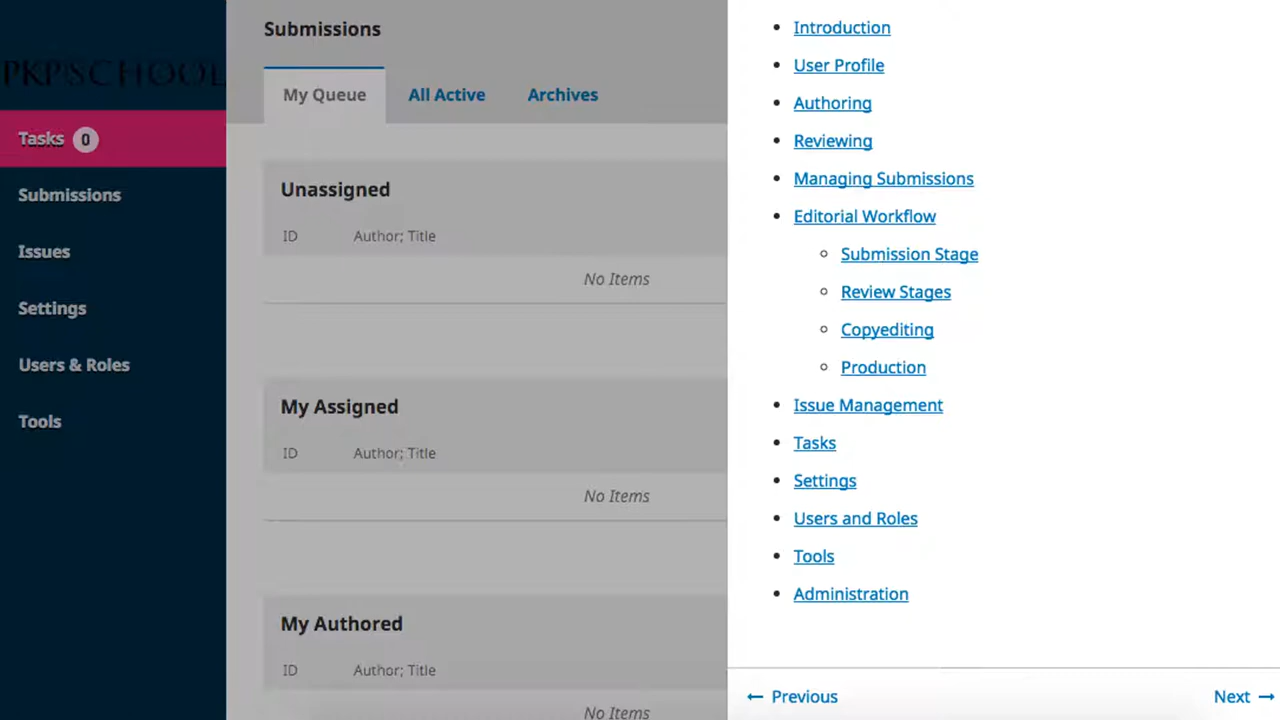 PKP|SCHOOL
Tasks 0
Submissions
Issues
Settings
Users & Roles
Tools
Submissions
My Queue
All Active
Archives
Unassigned
ID
Author; Title
No Items
My Assigned
ID
Author; Title
No Items
My Authored
ID
Author; Title
No Items
Introduction
User Profile
Authoring
Reviewing
Managing Submissions
Editorial Workflow
Submission Stage
Review Stages
Copyediting
Production
Issue Management
Tasks
Settings
Users and Roles
Tools
Administration
Previous
Next